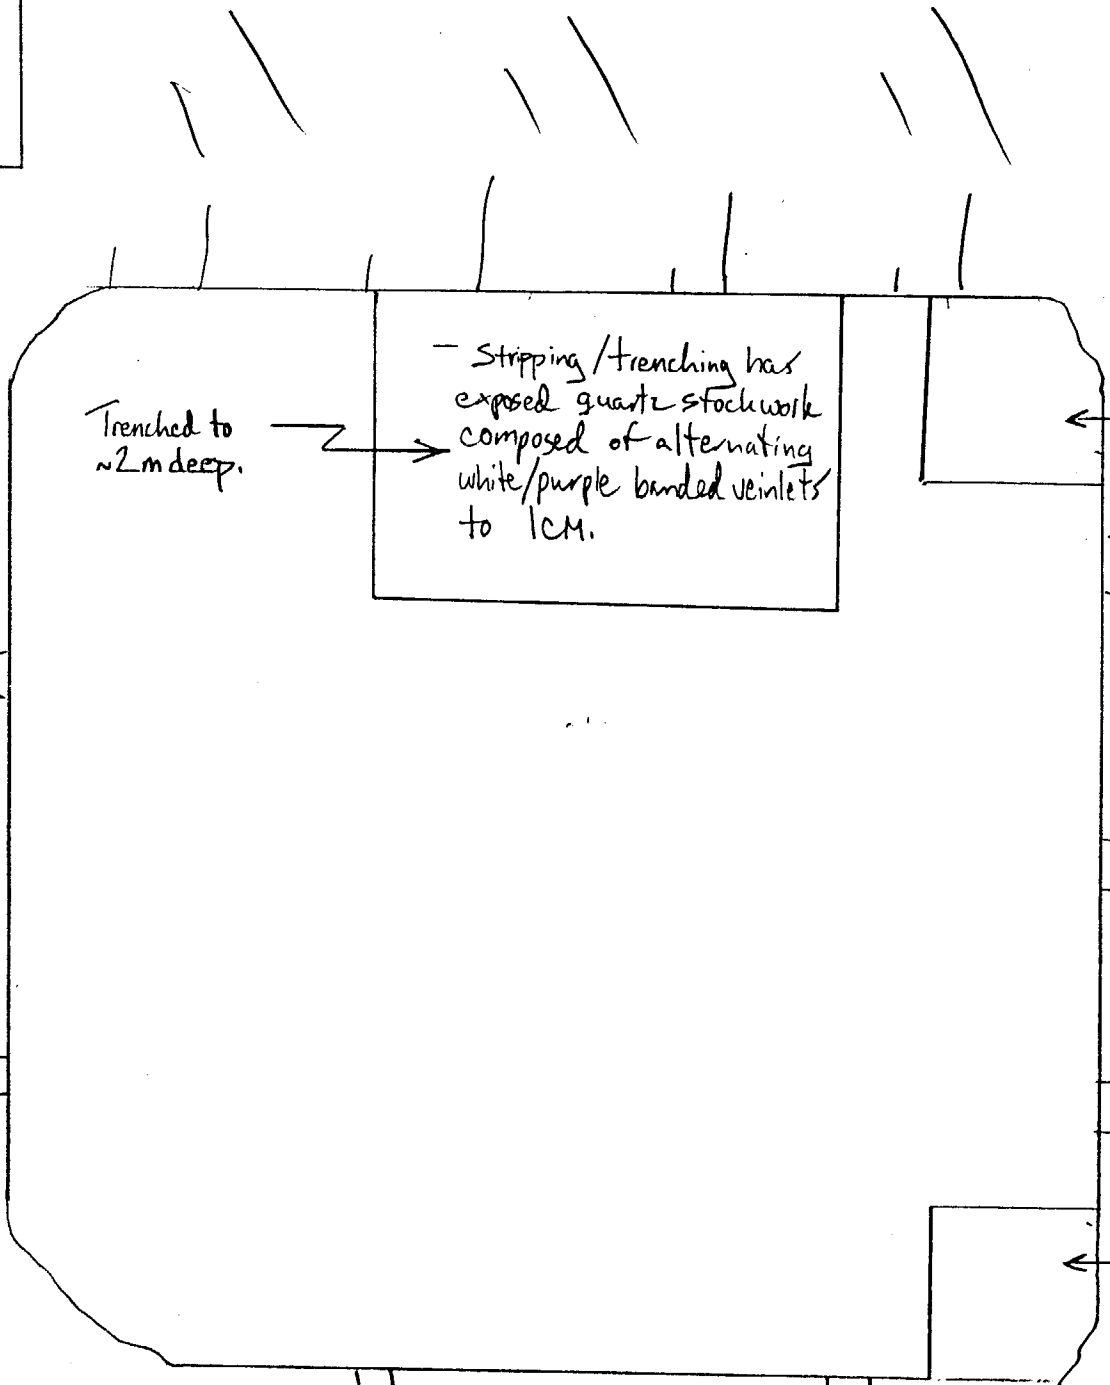 Trenched to
~2m deep.
- Stripping/trenching has
exposed quartz stockwork
composed of alternating
white/purple banded veinlets
to 1CM.